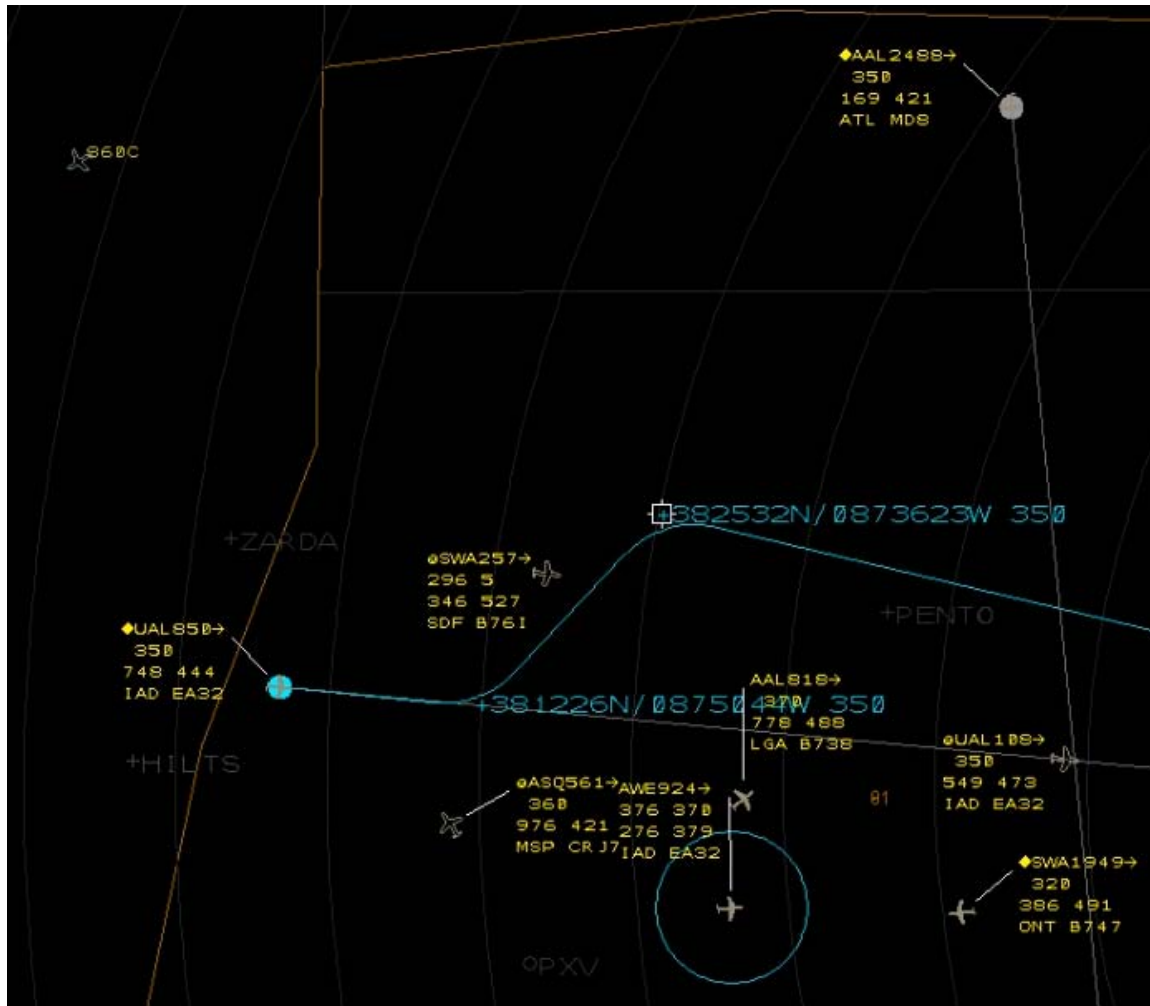 ◆AAL2488→
350
169 421
ATL MD8
860C
+382532N/0873623W 350
+ZARDA
@SWA257→
296 5
346 527
SDF B76I
+PENTO
◆UAL850→
350
748 444
IAD EA32
+381226N/0875044W 350
AAL818→
370
778 488
LGA B738
+HILTS
@UAL108→
350
549 473
IAD EA32
@ASQ561→
360
976 421
MSP CRJ7
AWE924→
376 370
276 379
IAD EA32
01
◆SWA1949→
320
386 491
ONT B747
PXV